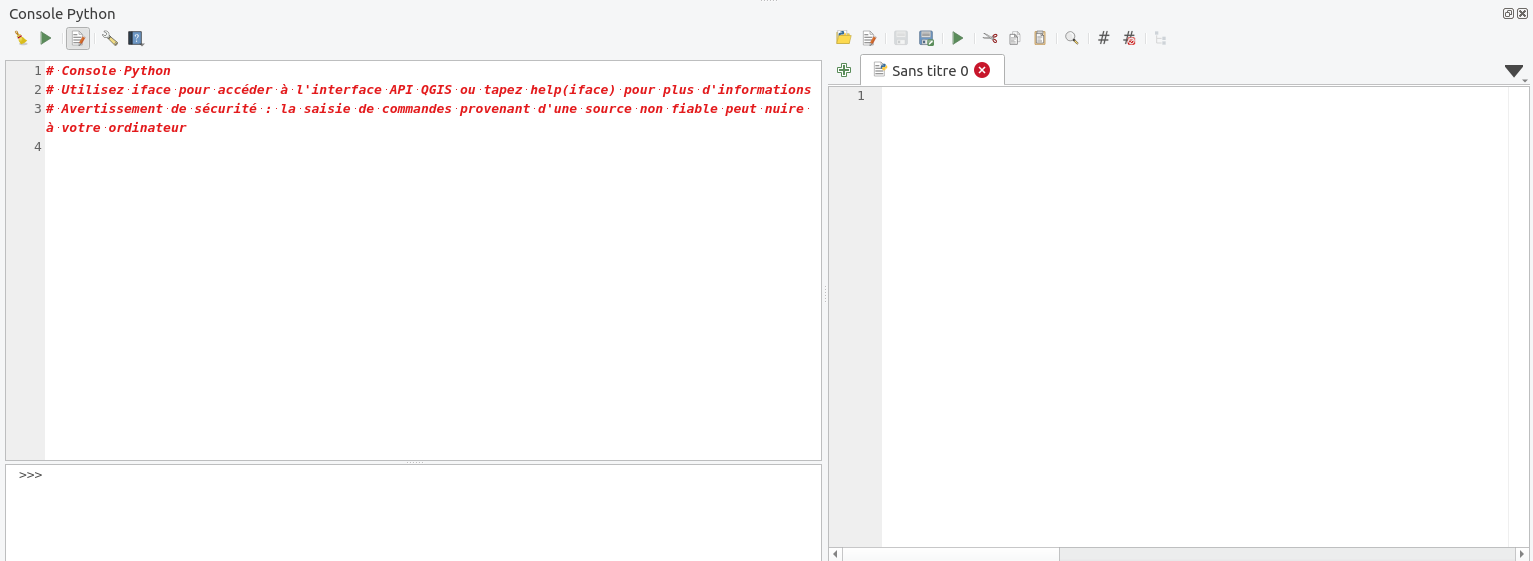 Console Python
1 # Console Python
2 # Utilisez iface pour accéder à l'interface API QGIS ou tapez help(iface) pour plus d'informations
3 # Avertissement de sécurité : la saisie de commandes provenant d'une source non fiable peut nuire
à votre ordinateur
4
>>>
Sans titre 0
1